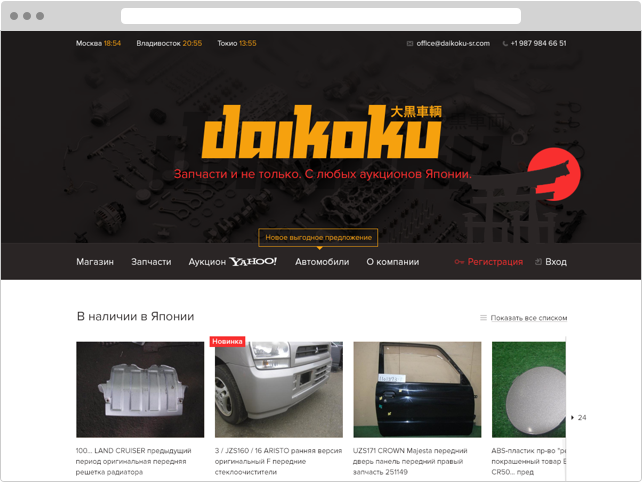 Москва 18:54 Владивосток 20:55 Токио 13:55 office@daikoku-sr.com +1 987 984 66 51
大黒車輌
daikoku
Запчасти и не только. С любых аукционов Японии.
Новое выгодное предложение
Магазин Запчасти Аукцион YAHOO! Автомобили О компании Регистрация Вход
В наличии в Японии Показать все списком
Новинка
24
100... LAND CRUISER предыдущий
период оригинальная передняя
решетка радиатора
3 / JZS160 / 16 ARISTO ранняя версия
оригинальный F передние
стеклоочистители
UZS171 CROWN Majesta передний
дверь панель передний правый
запчасть 251149
ABS-пластик пр-во "р
покрашенный товар E
CR50... пред